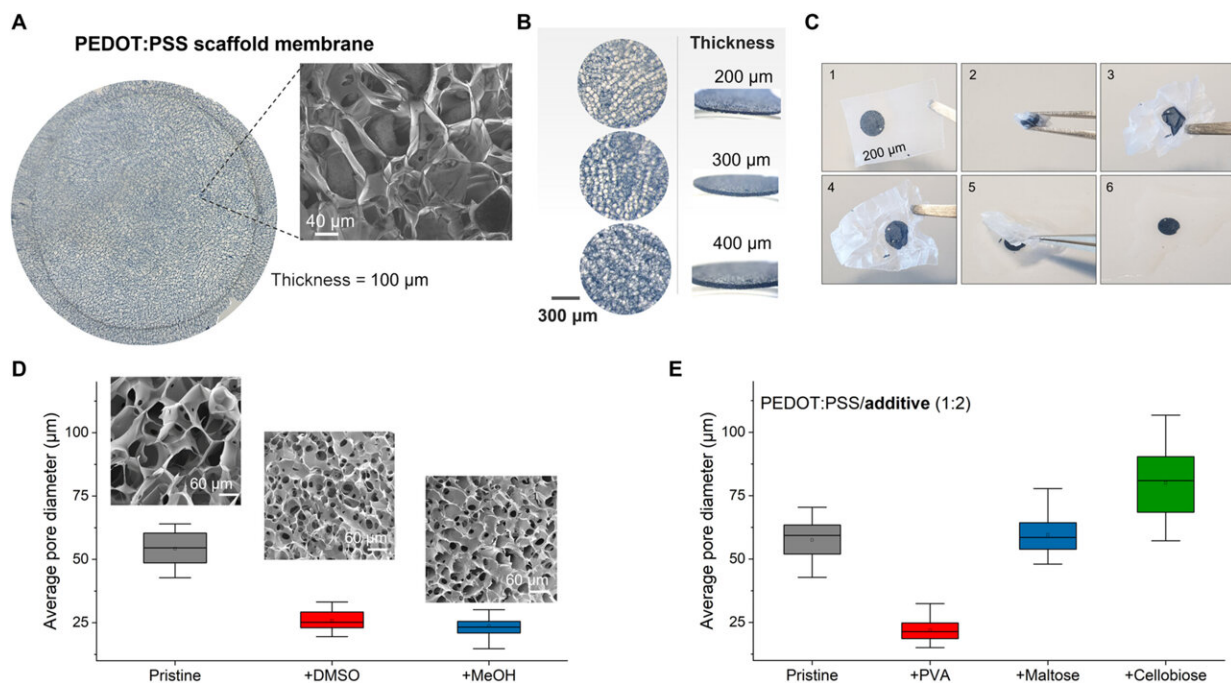 A
PEDOT:PSS scaffold membrane
40 µm
Thickness = 100 µm
B
Thickness
200 µm
300 µm
400 µm
300 µm
C
1
2
3
200 µm
4
5
6
D
Average pore diameter (µm)
100
75
50
25
60 µm
60 µm
60 µm
Pristine
+DMSO
+MeOH
E
PEDOT:PSS/additive (1:2)
Average pore diameter (µm)
100
75
50
25
Pristine
+PVA
+Maltose
+Cellobiose